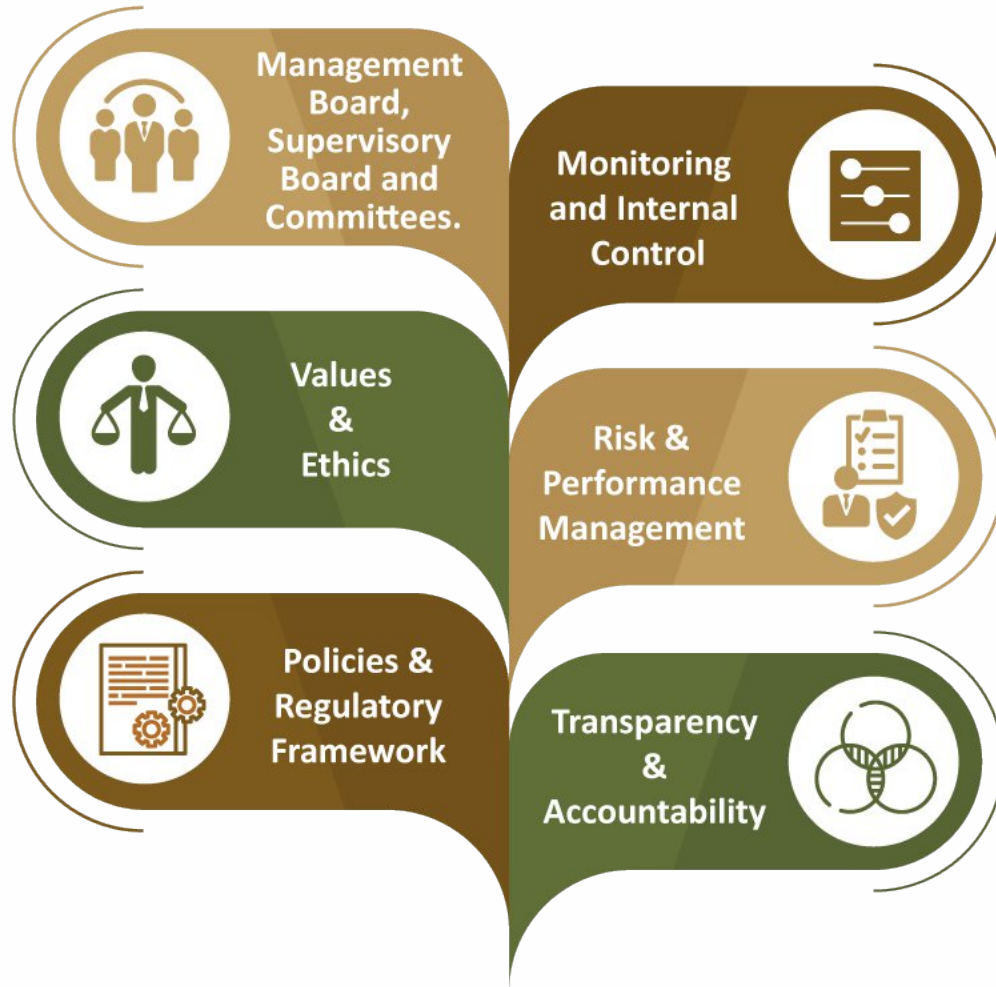 Management
Board,
Supervisory
Board and
Committees.
Monitoring
and Internal
Control
Values
&
Ethics
Risk &
Performance
Management
Policies &
Regulatory
Framework
Transparency
&
Accountability